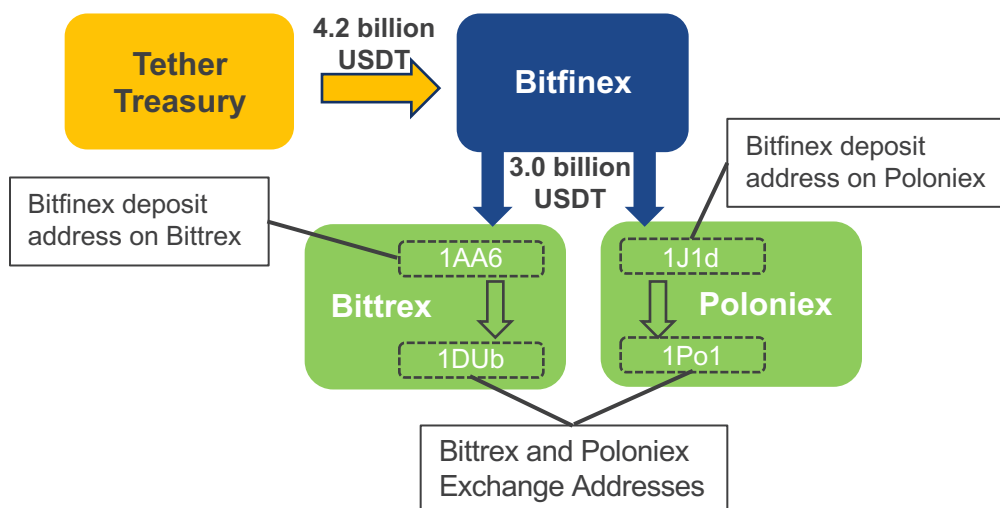 4.2 billion
USDT
Tether
Treasury
Bitfinex
3.0 billion
USDT
Bitfinex deposit
address on Poloniex
Bitfinex deposit
address on Bittrex
1AA6
Bittrex
1DUb
1J1d
Poloniex
1Po1
Bittrex and Poloniex
Exchange Addresses